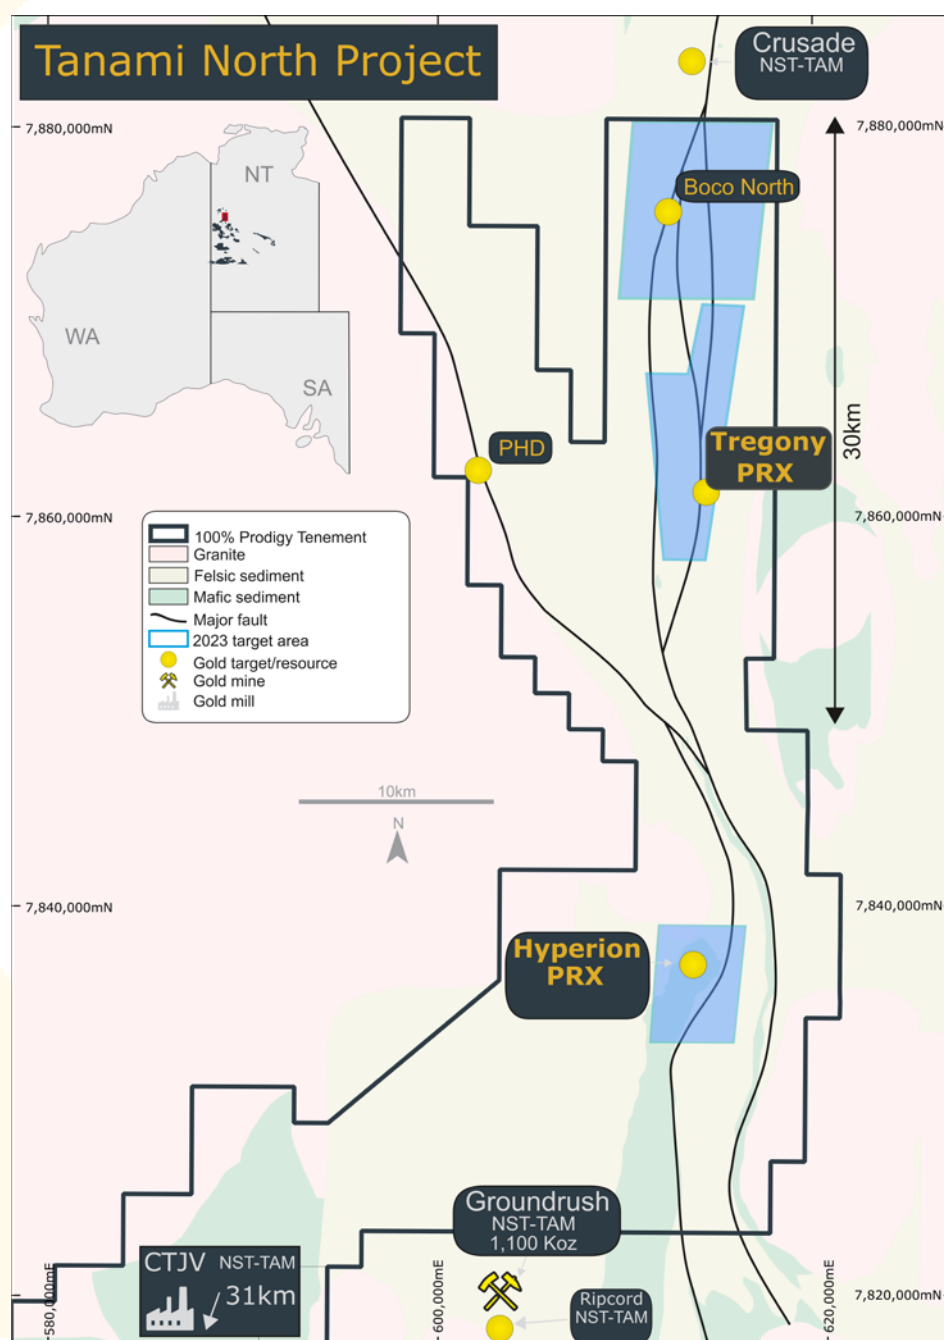 Tanami North Project
Crusade
NST-TAM
7,880,000mN
7,880,000mN
NT
WA
SA
Boco North
30km
PHD
Tregony
PRX
7,860,000mN
7,860,000mN
100% Prodigy Tenement
Granite
Felsic sediment
Mafic sediment
Major fault
2023 target area
Gold target/resource
Gold mine
Gold mill
10km
N
7,840,000mN
7,840,000mN
Hyperion
PRX
Groundrush
NST-TAM
1,100 Koz
CTJV NST-TAM
31km
Ripcord
NST-TAM
7,820,000mN
580,000mE
600,000mE
620,000mE